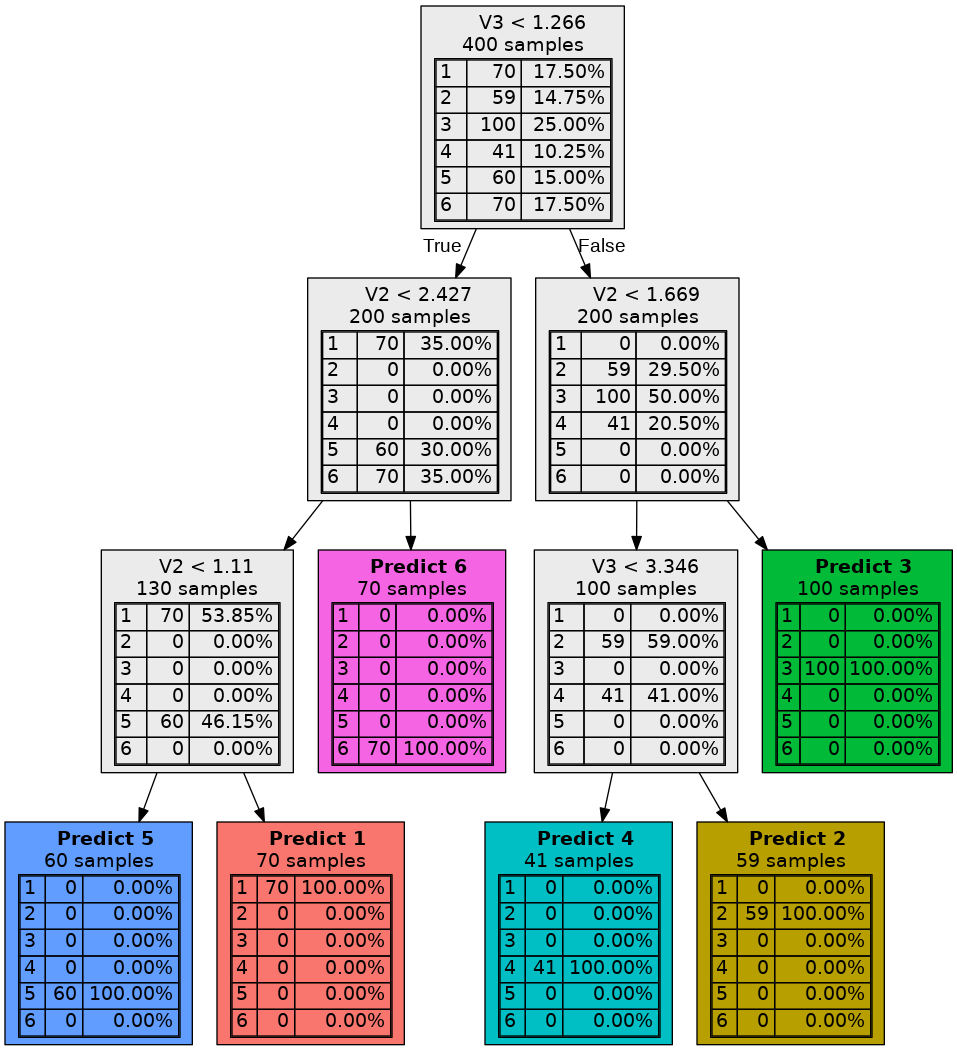 V3 < 1.266
400 samples
1 70 17.50%
2 59 14.75%
3 100 25.00%
4 41 10.25%
5 60 15.00%
6 70 17.50%
True
False
V2 < 2.427
200 samples
1 70 35.00%
2 0 0.00%
3 0 0.00%
4 0 0.00%
5 60 30.00%
6 70 35.00%
V2 < 1.669
200 samples
1 0 0.00%
2 59 29.50%
3 100 50.00%
4 41 20.50%
5 0 0.00%
6 0 0.00%
V2 < 1.11
130 samples
1 70 53.85%
2 0 0.00%
3 0 0.00%
4 0 0.00%
5 60 46.15%
6 0 0.00%
Predict 6
70 samples
1 0 0.00%
2 0 0.00%
3 0 0.00%
4 0 0.00%
5 0 0.00%
6 70 100.00%
V3 < 3.346
100 samples
1 0 0.00%
2 59 59.00%
3 0 0.00%
4 41 41.00%
5 0 0.00%
6 0 0.00%
Predict 3
100 samples
1 0 0.00%
2 0 0.00%
3 100 100.00%
4 0 0.00%
5 0 0.00%
6 0 0.00%
Predict 5
60 samples
1 0 0.00%
2 0 0.00%
3 0 0.00%
4 0 0.00%
5 60 100.00%
6 0 0.00%
Predict 1
70 samples
1 70 100.00%
2 0 0.00%
3 0 0.00%
4 0 0.00%
5 0 0.00%
6 0 0.00%
Predict 4
41 samples
1 0 0.00%
2 0 0.00%
3 0 0.00%
4 41 100.00%
5 0 0.00%
6 0 0.00%
Predict 2
59 samples
1 0 0.00%
2 59 100.00%
3 0 0.00%
4 0 0.00%
5 0 0.00%
6 0 0.00%